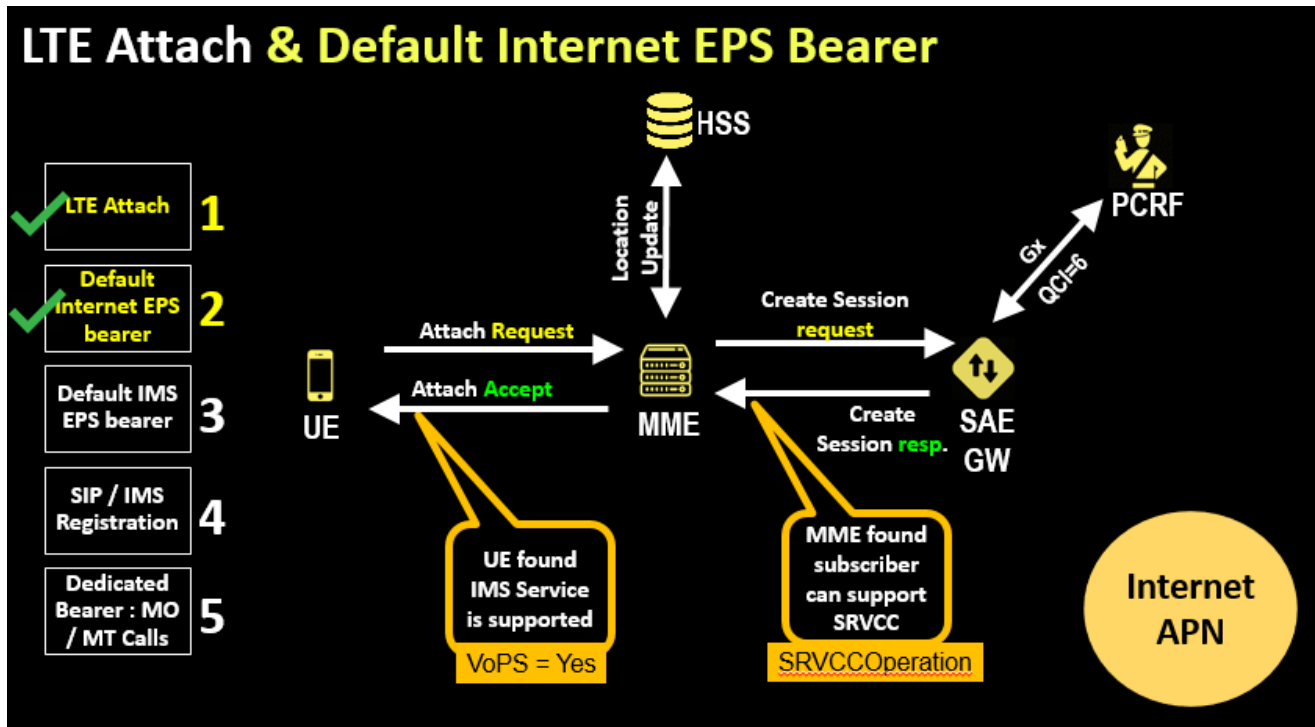 LTE Attach & Default Internet EPS Bearer
HSS
PCRF
LTE Attach
1
Default
Internet EPS
bearer
2
Default IMS
EPS bearer
3
SIP / IMS
Registration
4
Dedicated
Bearer : MO
/ MT Calls
5
Location
Update
Gx
QCI=6
Attach Request
Attach Accept
UE
MME
Create Session
request
Create
Session resp.
SAE
GW
UE found
IMS Service
is supported
VoPS = Yes
MME found
subscriber
can support
SRVCC
SRVCCOperation
Internet
APN